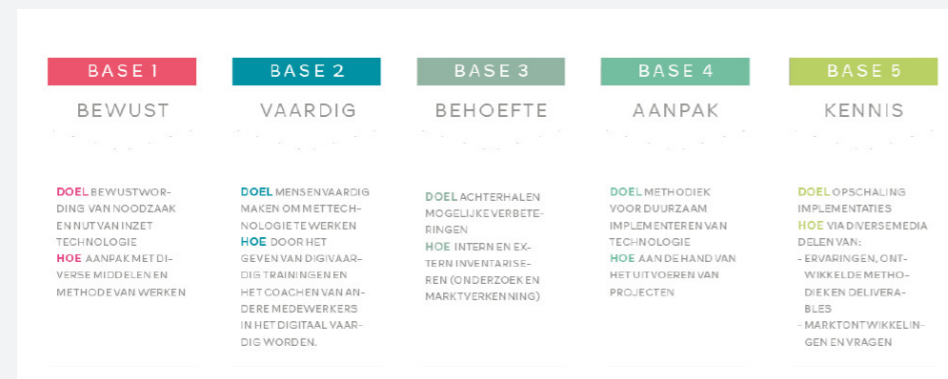 BASE 1
BEWUST
DOEL BEWUSTWOR-
DING VAN NOODZAAK
EN NUT VAN INZET
TECHNOLOGIE
HOE AANPAK MET DI-
VERSE MIDDELEN EN
METHODE VAN WERKEN
BASE 2
VAARDIG
DOEL MENSEN VAARDIG
MAKEN OM MET TECH-
NOLOGIE TE WERKEN
HOE DOOR HET
GEVEN VAN DIGIVAAR-
DIG TRAININGEN EN
HET COACHEN VAN AN-
DERE MEDEWERKERS
IN HET DIGITAAL VAAR-
DIG WORDEN.
BASE 3
BEHOEFTE
DOEL ACHTERHALEN
MOGELIJKE VERBETE-
RINGEN
HOE INTERN EN EX-
TERN INVENTARISE-
REN (ONDERZOEK EN
MARKTVERKENNING)
BASE 4
AANPAK
DOEL METHODIEK
VOOR DUURZAAM
IMPLEMENTEREN VAN
TECHNOLOGIE
HOE AAN DE HAND VAN
HET UITVOEREN VAN
PROJECTEN
BASE 5
KENNIS
DOEL OPSCHALING
IMPLEMENTATIES
HOE VIA DIVERSE MEDIA
DELEN VAN:
- ERVARINGEN, ONT-
WIKKELDE METHO-
DIEKEN DELIVERA-
BLES
- MARKTONTWIKKELIN-
GEN EN VRAGEN